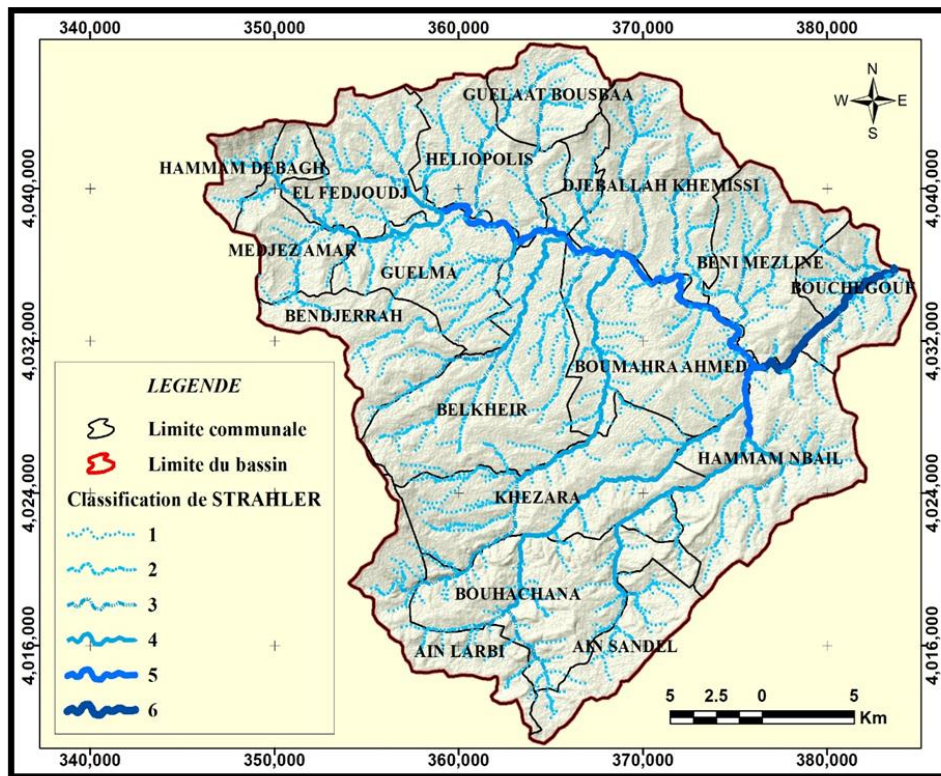 340,000 350,000 360,000 370,000 380,000
N
W E
S
GUELAAT BOUSBAA
HAMMAM DEBAGH
HELIOPOLIS
EL FEDJOUDJ
DJEBALLAH KHEMISSI
4,040,000 4,040,000
MEDJEZ AMAR
GUELMA
BENI MEZLINE
BOUCHEGOUF
BENDJERRAH
4,032,000 4,032,000
BOUMAHRA AHMED
BELKHEIR
HAMMAM NBAIL
KHEZARA
4,024,000 4,024,000
BOUHACHANA
AIN LARBI
AIN SANDEL
4,016,000 4,016,000
LEGENDE
Limite communale
Limite du bassin
Classification de STRAHLER
1
2
3
4
5
6
5 2.5 0 5
Km
340,000 350,000 360,000 370,000 380,000